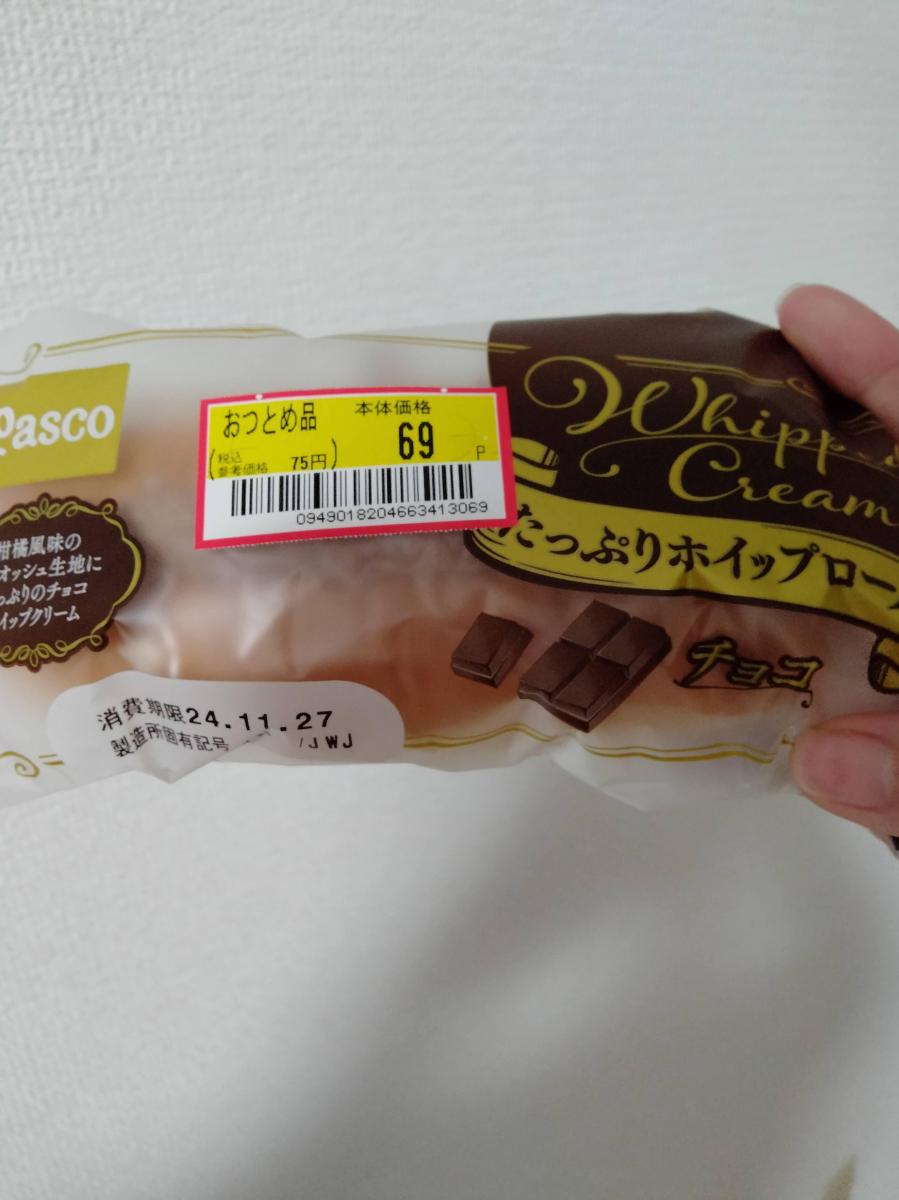 Pasco
おつとめ品
本体価格
(税込
参考価格 75円)
69
P
0949018204663413069
Cream
たっぷりホイップロー
チョコ
柑橘風味の
オッシュ生地に
っぷりのチョコ
イップクリーム
消費期限24.11.27
製造所固有記号 /JWJ